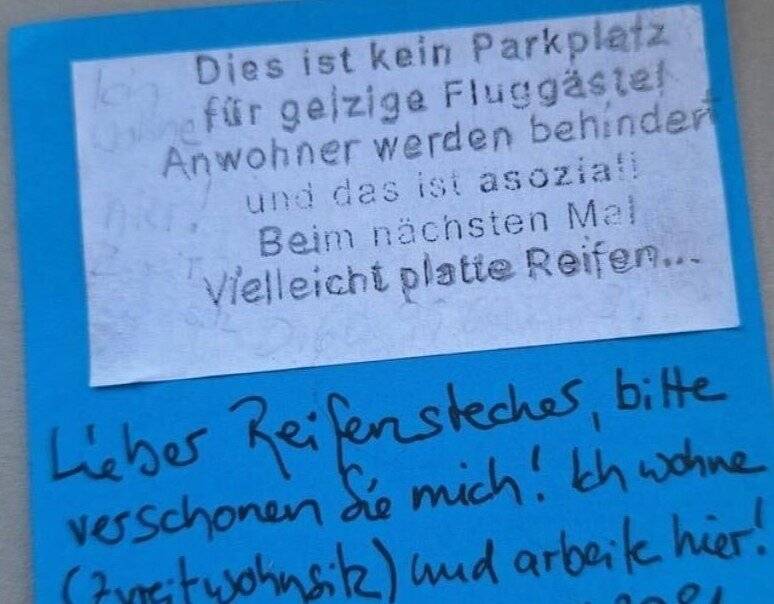 Dies ist kein Parkplatz
für geizige Fluggäste!
Anwohner werden behindert
und das ist asozial!
Beim nächsten Mal
Vielleicht platte Reifen...
Lieber Reifenstecher, bitte
verschonen Sie mich! Ich wohne
(Zweitwohnsitz) und arbeite hier!